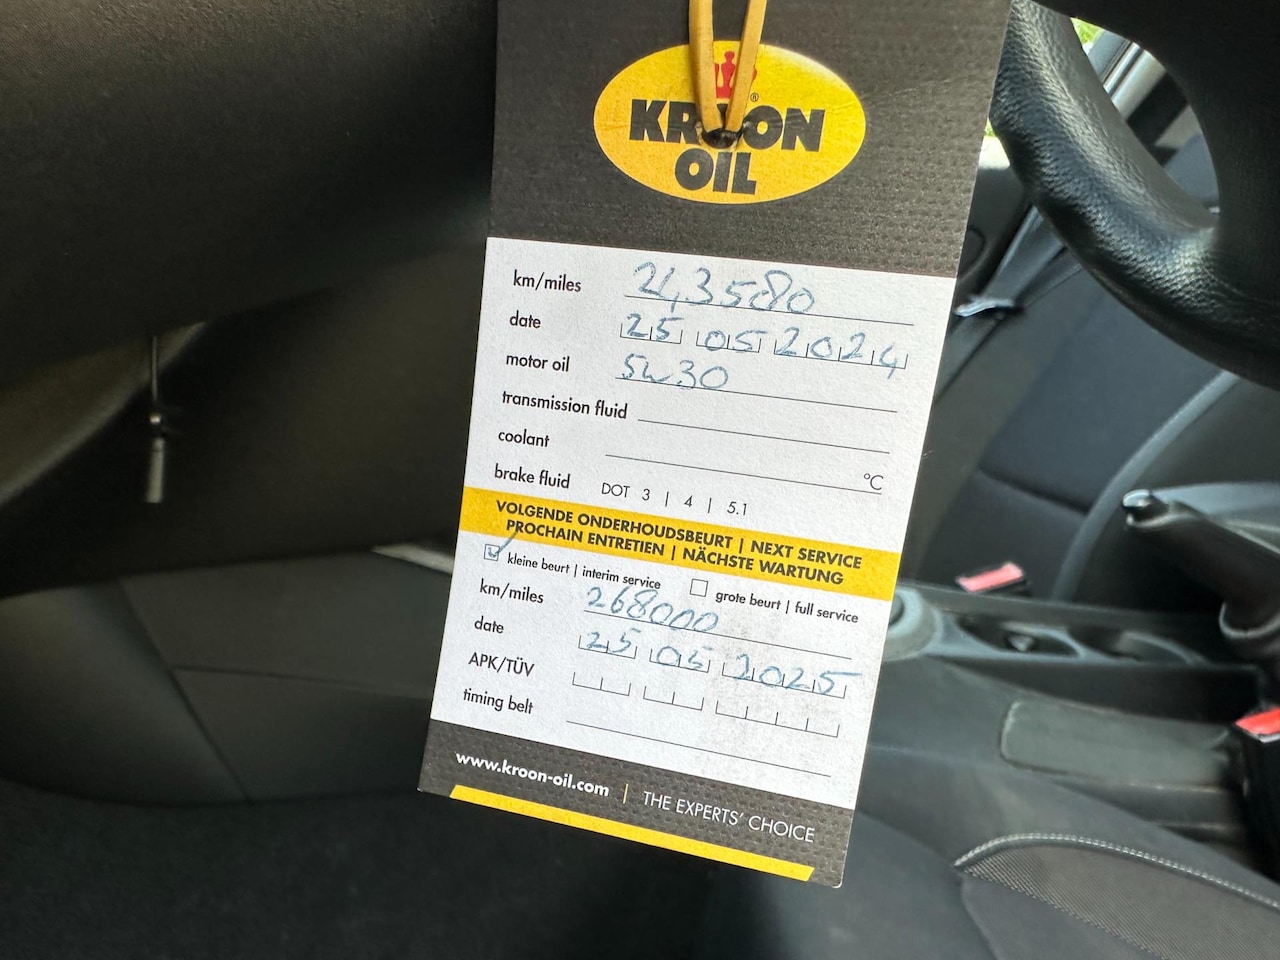 KROON
OIL
®
km/miles 243580
date 25 05 2024
motor oil 5w30
transmission fluid
coolant °C
brake fluid DOT 3 | 4 | 5.1
VOLGENDE ONDERHOUDSBEURT | NEXT SERVICE
PROCHAIN ENTRETIEN | NÄCHSTE WARTUNG
kleine beurt | interim service grote beurt | full service
km/miles 268000
date 25 05 2025
APK/TÜV
timing belt
www.kroon-oil.com | THE EXPERTS' CHOICE